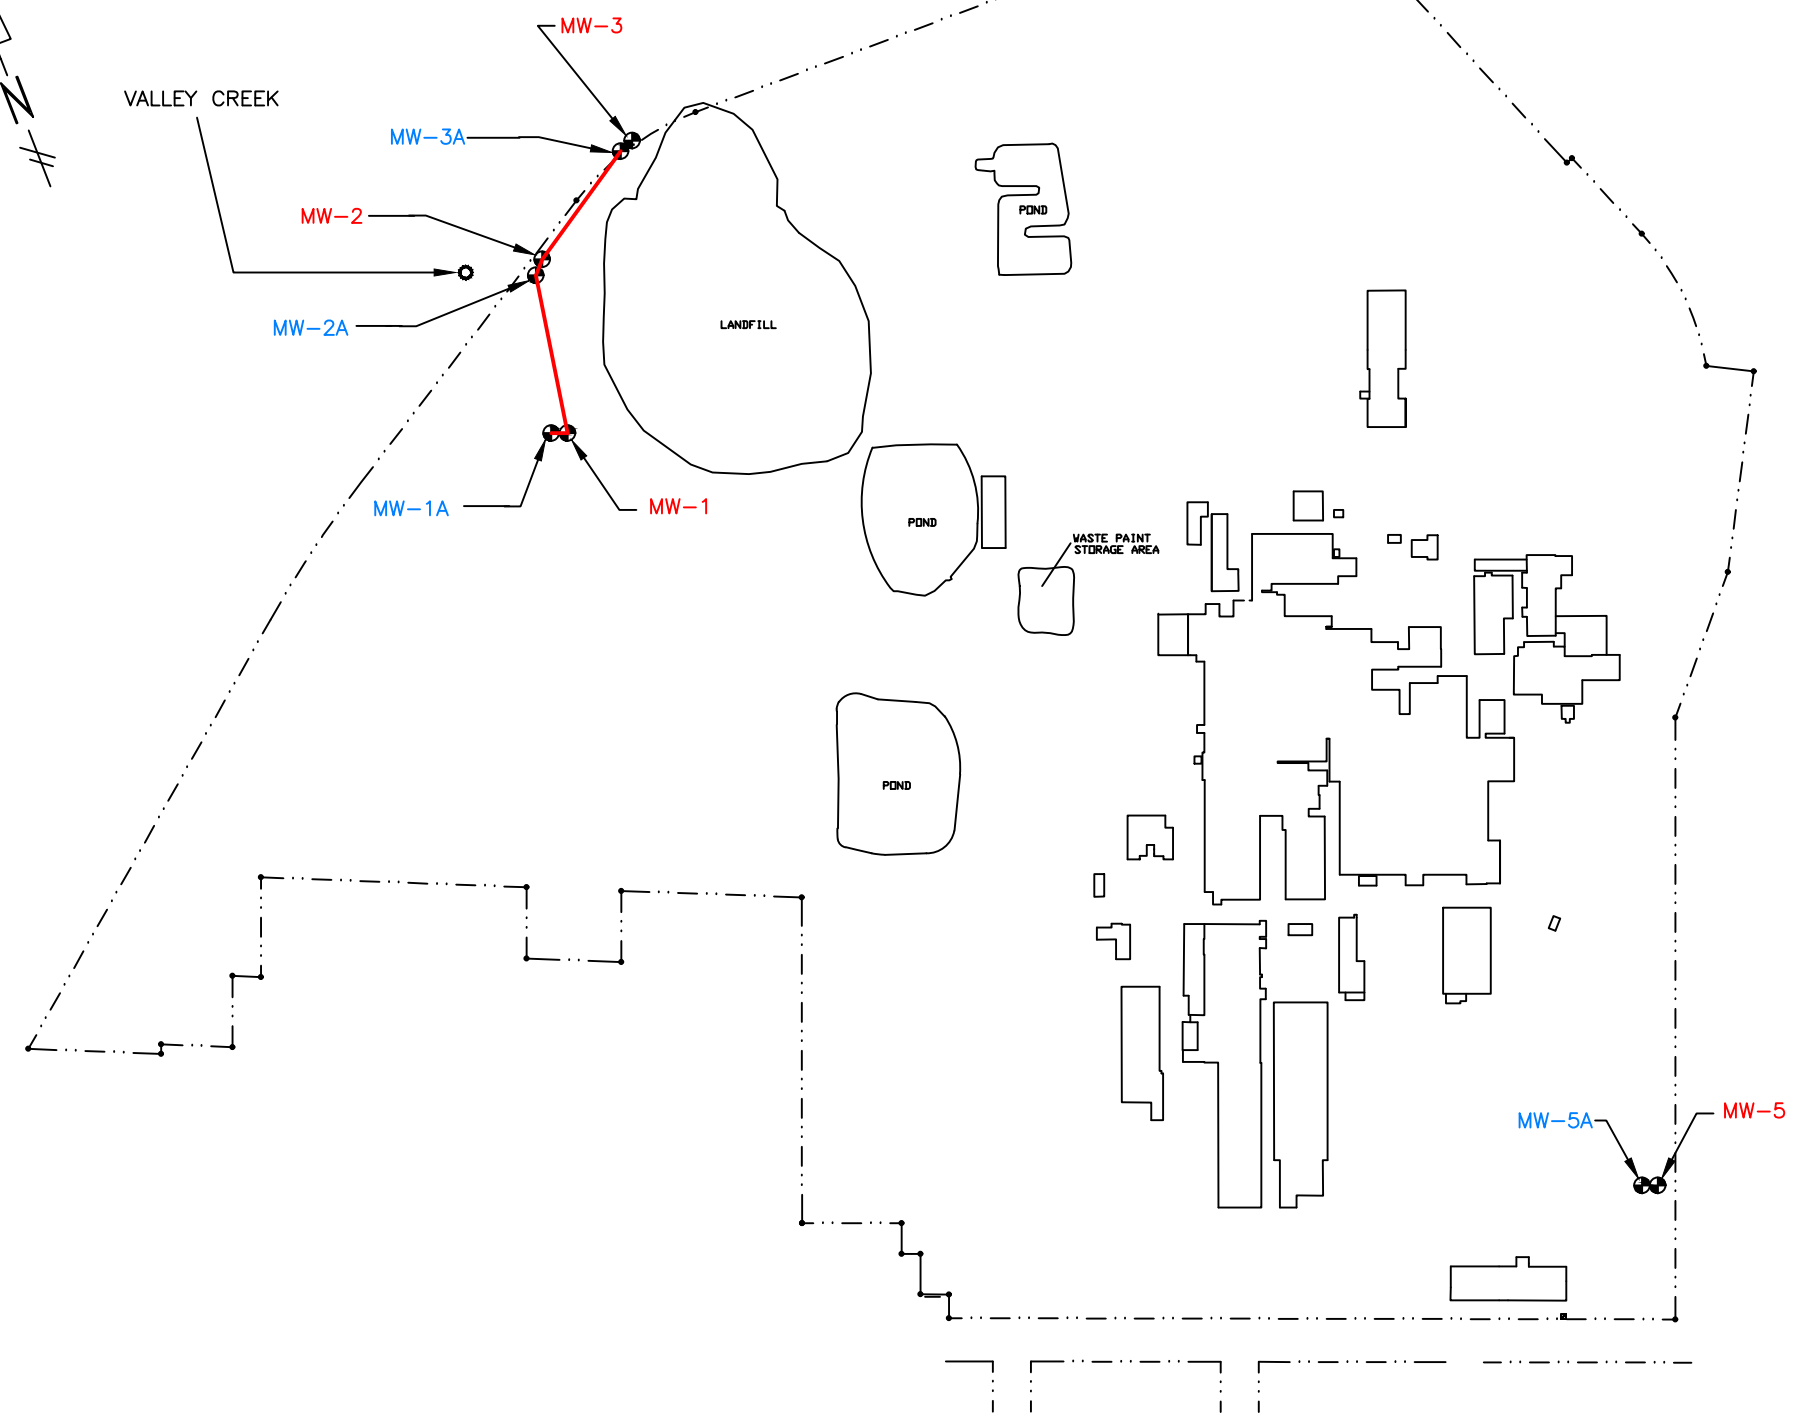 MW-3
N
VALLEY CREEK
MW-3A
MW-2
POND
MW-2A
LANDFILL
MW-1A
MW-1
POND
WASTE PAINT
STORAGE AREA
POND
MW-5A
MW-5